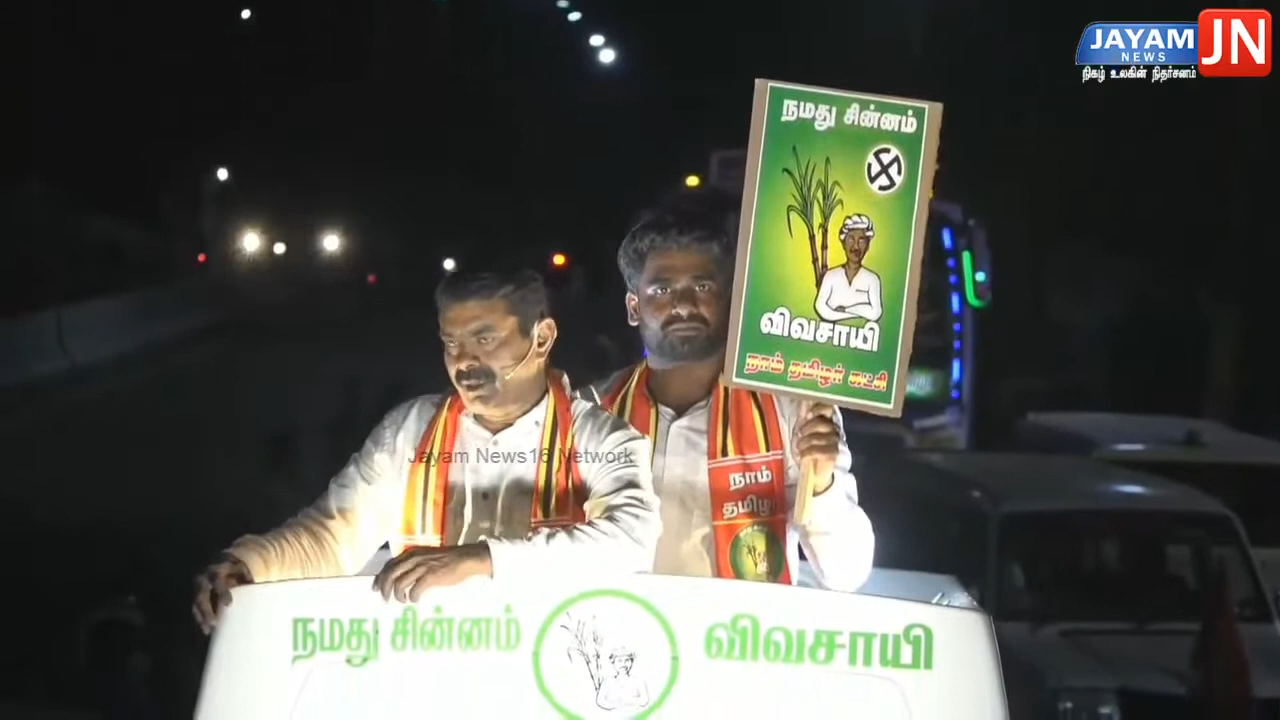 JAYAM
NEWS
JN
நிகழ் உலகின் நிதர்சனம்
நமது சின்னம்
விவசாயி
நாம் தமிழர் கட்சி
நாம்
தமிழ
Jayam News16 Network
நமது சின்னம் விவசாயி